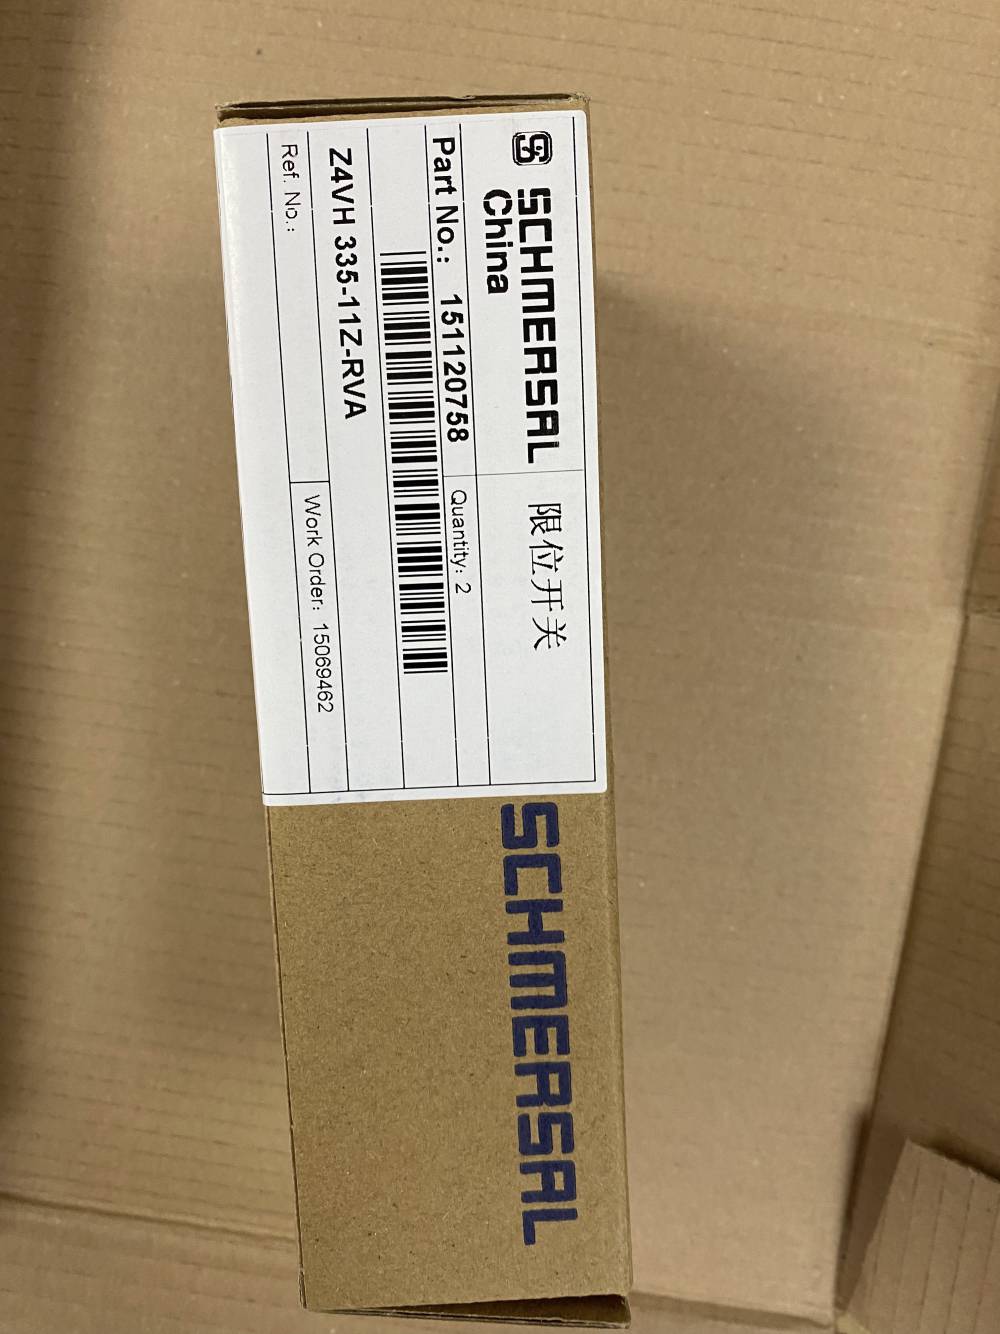 SCHMERSAL
China
限位开关
Part No.: 151120758
Quantity: 2
Z4VH 335-11Z-RVA
Ref. No.:
Work Order: 15069462
SCHMERSAL